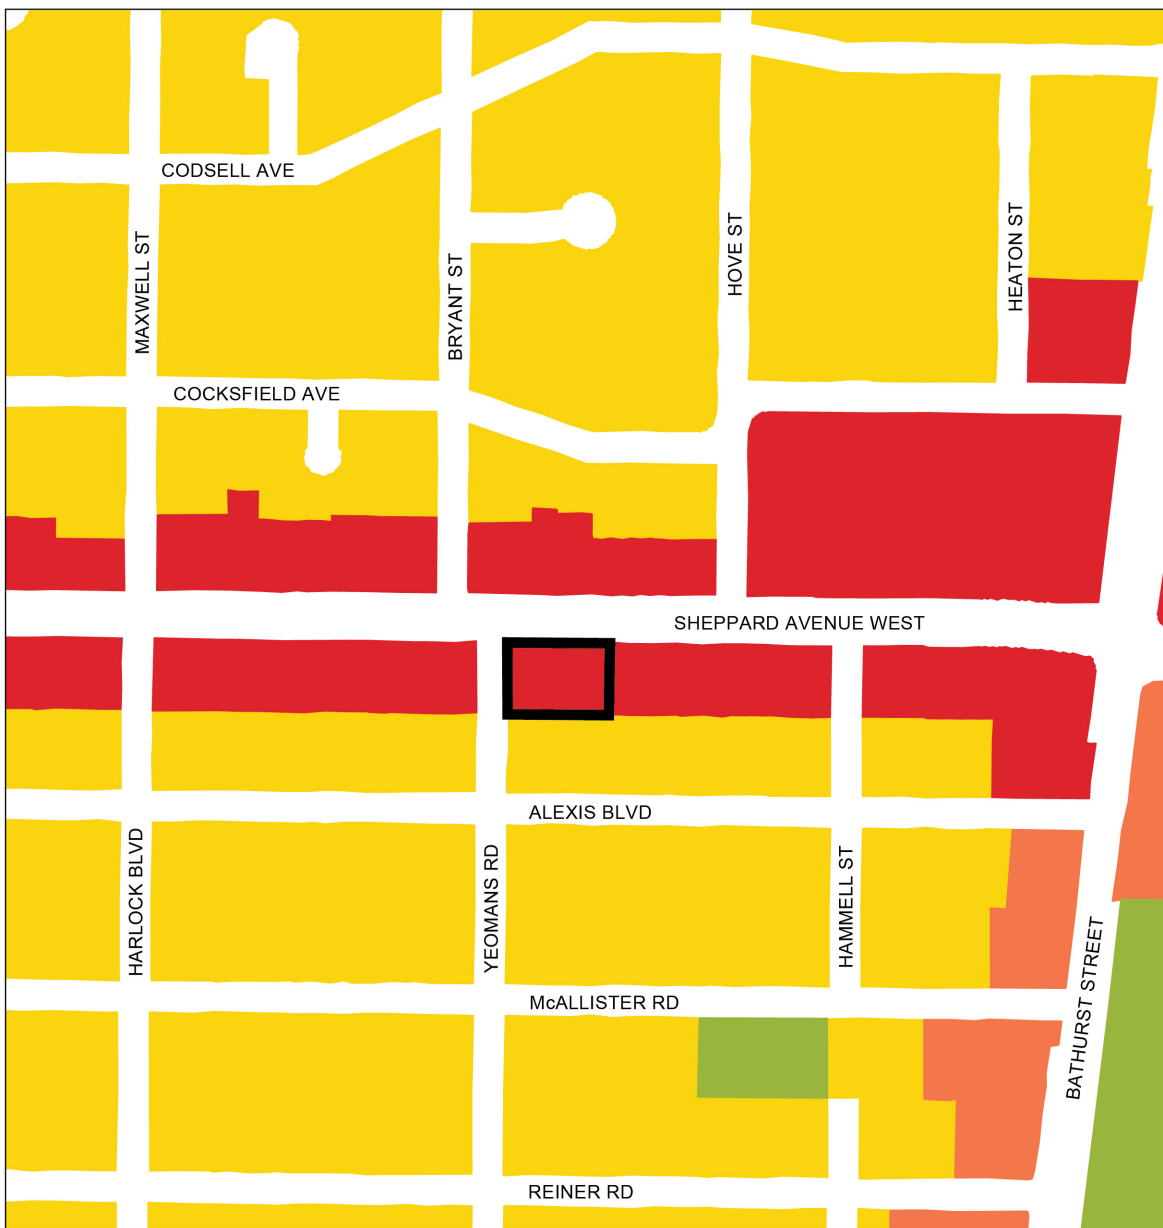 CODSELL AVE
MAXWELL ST
BRYANT ST
HOVE ST
HEATON ST
COCKSFIELD AVE
SHEPPARD AVENUE WEST
ALEXIS BLVD
HARLOCK BLVD
YEOMANS RD
HAMMELL ST
BATHURST STREET
McALLISTER RD
REINER RD